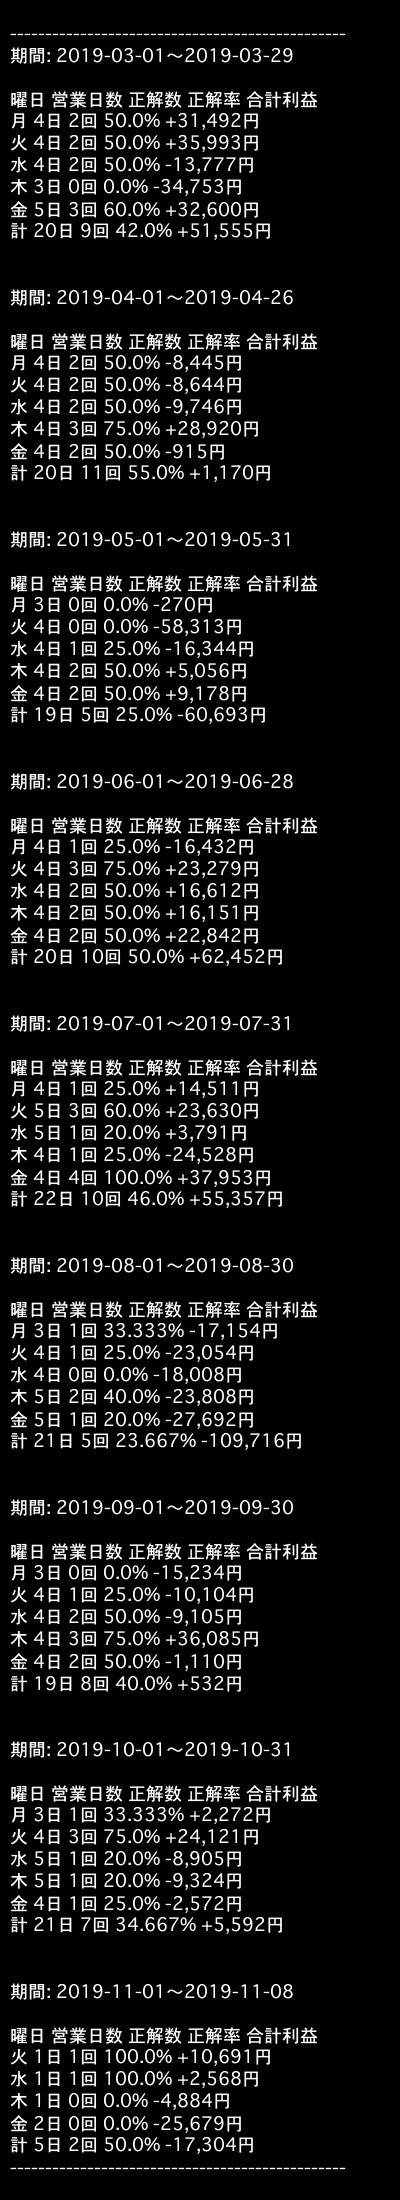 ------------------------------------------------
期間: 2019-03-01～2019-03-29
曜日 営業日数 正解数 正解率 合計利益
月 4日 2回 50.0% +31,492円
火 4日 2回 50.0% +35,993円
水 4日 2回 50.0% -13,777円
木 3日 0回 0.0% -34,753円
金 5日 3回 60.0% +32,600円
計 20日 9回 42.0% +51,555円
期間: 2019-04-01～2019-04-26
曜日 営業日数 正解数 正解率 合計利益
月 4日 2回 50.0% -8,445円
火 4日 2回 50.0% -8,644円
水 4日 2回 50.0% -9,746円
木 4日 3回 75.0% +28,920円
金 4日 2回 50.0% -915円
計 20日 11回 55.0% +1,170円
期間: 2019-05-01～2019-05-31
曜日 営業日数 正解数 正解率 合計利益
月 3日 0回 0.0% -270円
火 4日 0回 0.0% -58,313円
水 4日 1回 25.0% -16,344円
木 4日 2回 50.0% +5,056円
金 4日 2回 50.0% +9,178円
計 19日 5回 25.0% -60,693円
期間: 2019-06-01～2019-06-28
曜日 営業日数 正解数 正解率 合計利益
月 4日 1回 25.0% -16,432円
火 4日 3回 75.0% +23,279円
水 4日 2回 50.0% +16,612円
木 4日 2回 50.0% +16,151円
金 4日 2回 50.0% +22,842円
計 20日 10回 50.0% +62,452円
期間: 2019-07-01～2019-07-31
曜日 営業日数 正解数 正解率 合計利益
月 4日 1回 25.0% +14,511円
火 5日 3回 60.0% +23,630円
水 5日 1回 20.0% +3,791円
木 4日 1回 25.0% -24,528円
金 4日 4回 100.0% +37,953円
計 22日 10回 46.0% +55,357円
期間: 2019-08-01～2019-08-30
曜日 営業日数 正解数 正解率 合計利益
月 3日 1回 33.333% -17,154円
火 4日 1回 25.0% -23,054円
水 4日 0回 0.0% -18,008円
木 5日 2回 40.0% -23,808円
金 5日 1回 20.0% -27,692円
計 21日 5回 23.667% -109,716円
期間: 2019-09-01～2019-09-30
曜日 営業日数 正解数 正解率 合計利益
月 3日 0回 0.0% -15,234円
火 4日 1回 25.0% -10,104円
水 4日 2回 50.0% -9,105円
木 4日 3回 75.0% +36,085円
金 4日 2回 50.0% -1,110円
計 19日 8回 40.0% +532円
期間: 2019-10-01～2019-10-31
曜日 営業日数 正解数 正解率 合計利益
月 3日 1回 33.333% +2,272円
火 4日 3回 75.0% +24,121円
水 5日 1回 20.0% -8,905円
木 5日 1回 20.0% -9,324円
金 4日 1回 25.0% -2,572円
計 21日 7回 34.667% +5,592円
期間: 2019-11-01～2019-11-08
曜日 営業日数 正解数 正解率 合計利益
火 1日 1回 100.0% +10,691円
水 1日 1回 100.0% +2,568円
木 1日 0回 0.0% -4,884円
金 2日 0回 0.0% -25,679円
計 5日 2回 50.0% -17,304円
------------------------------------------------